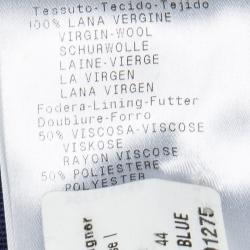 Tessuto-Tecido-Tejido
100% LANA VERGINE
VIRGIN-WOOL
SCHURWOLLE
LAINE-VIERGE
LA VIRGEN
LANA VIRGEN
Fodera-Lining-Futter
Doublure-Forro
50% VISCOSA-VISCOSE
VISKOSE
RAYON VISCOSE
50% POLIESTERE
POLYESTER
44
BLUE